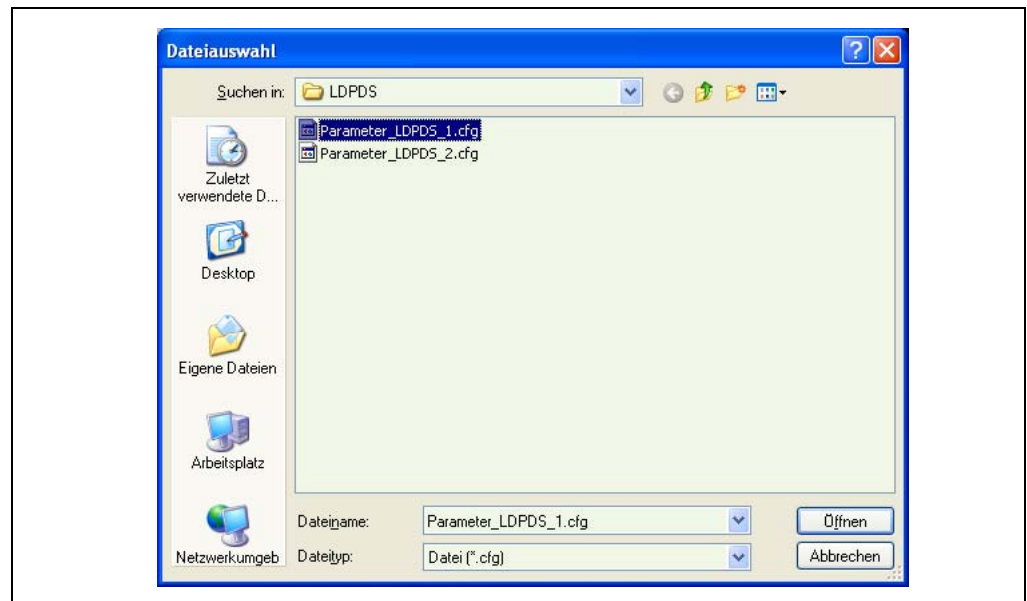 Dateiauswahl
Suchen in: LDPDS
Parameter_LDPDS_1.cfg
Parameter_LDPDS_2.cfg
Zuletzt
verwendete D...
Desktop
Eigene Dateien
Arbeitsplatz
Netzwerkumgeb
Dateiname: Parameter_LDPDS_1.cfg Öffnen
Dateityp: Datei (*.cfg) Abbrechen